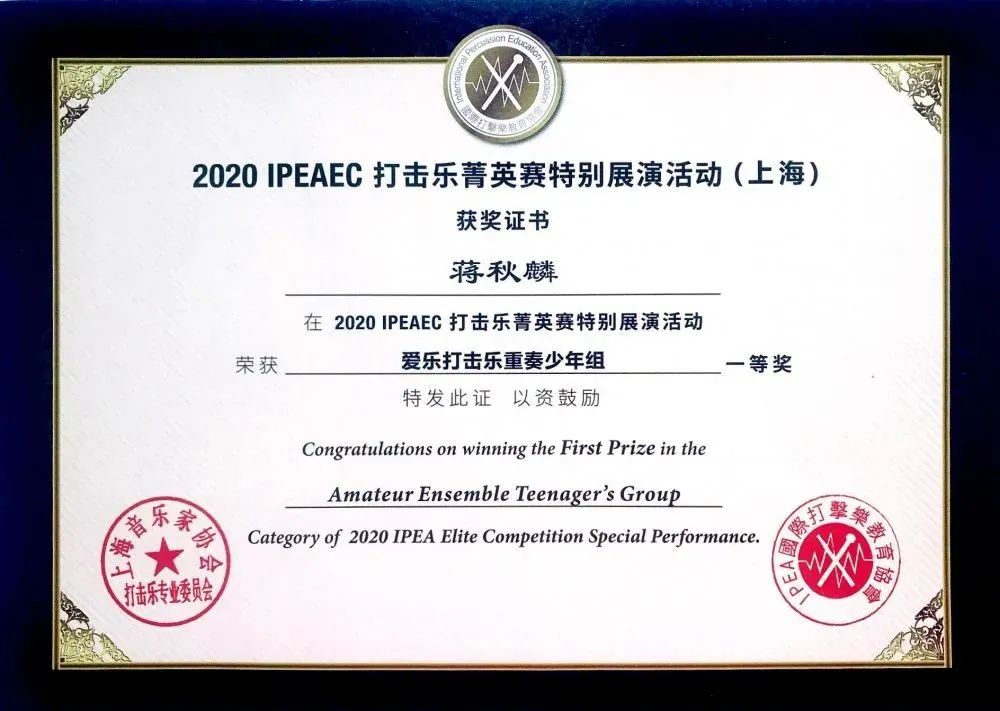 International Percussion Education Association
國際打擊樂教育協會
2020 IPEAEC 打击乐菁英赛特别展演活动（上海）
获奖证书
蒋秋麟
在 2020 IPEAEC 打击乐菁英赛特别展演活动
荣获 爱乐打击乐重奏少年组 一等奖
特发此证 以资鼓励
Congratulations on winning the First Prize in the
Amateur Ensemble Teenager's Group
Category of 2020 IPEA Elite Competition Special Performance.
上海音乐家协会
打击乐专业委员会
IPEA國際打擊樂教育協會